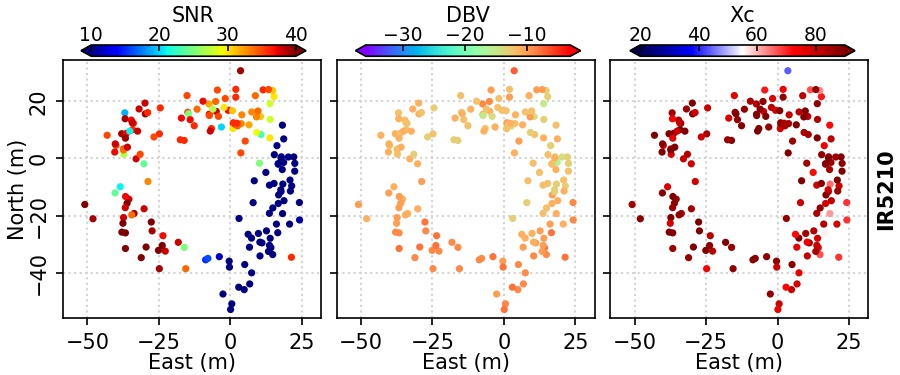 SNR DBV Xc
10 20 30 40 −30 −20 −10 20 40 60 80
20
0
−20
−40
North (m)
−50 −25 0 25 −50 −25 0 25 −50 −25 0 25
East (m) East (m) East (m)
IR5210